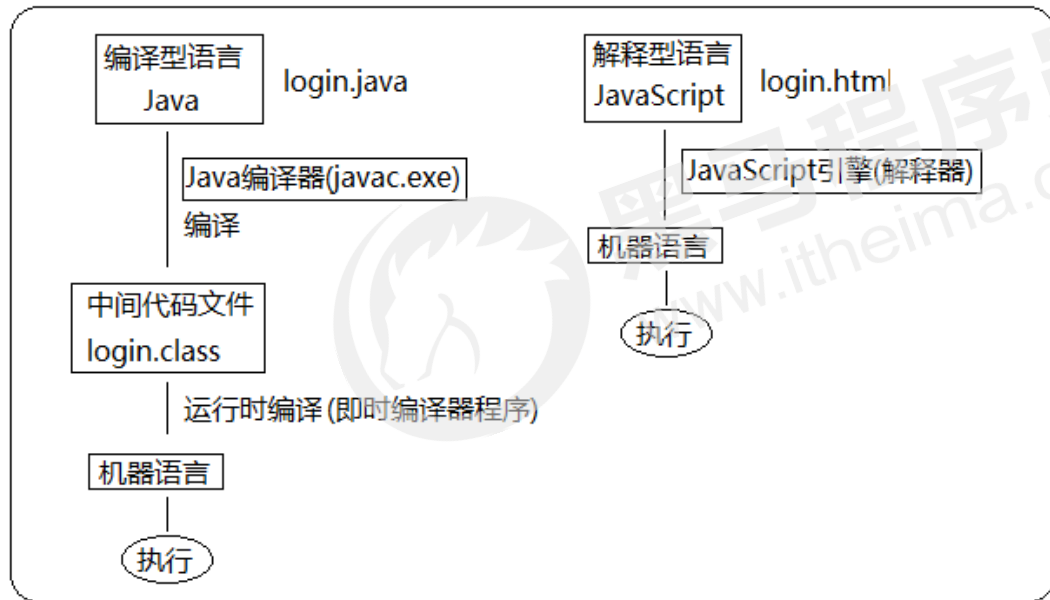 编译型语言
Java
login.java
Java编译器(javac.exe)
编译
中间代码文件
login.class
运行时编译(即时编译器程序)
机器语言
执行
解释型语言
JavaScript
login.html
JavaScript引擎(解释器)
机器语言
执行
黑马程序员
www.itheima.c